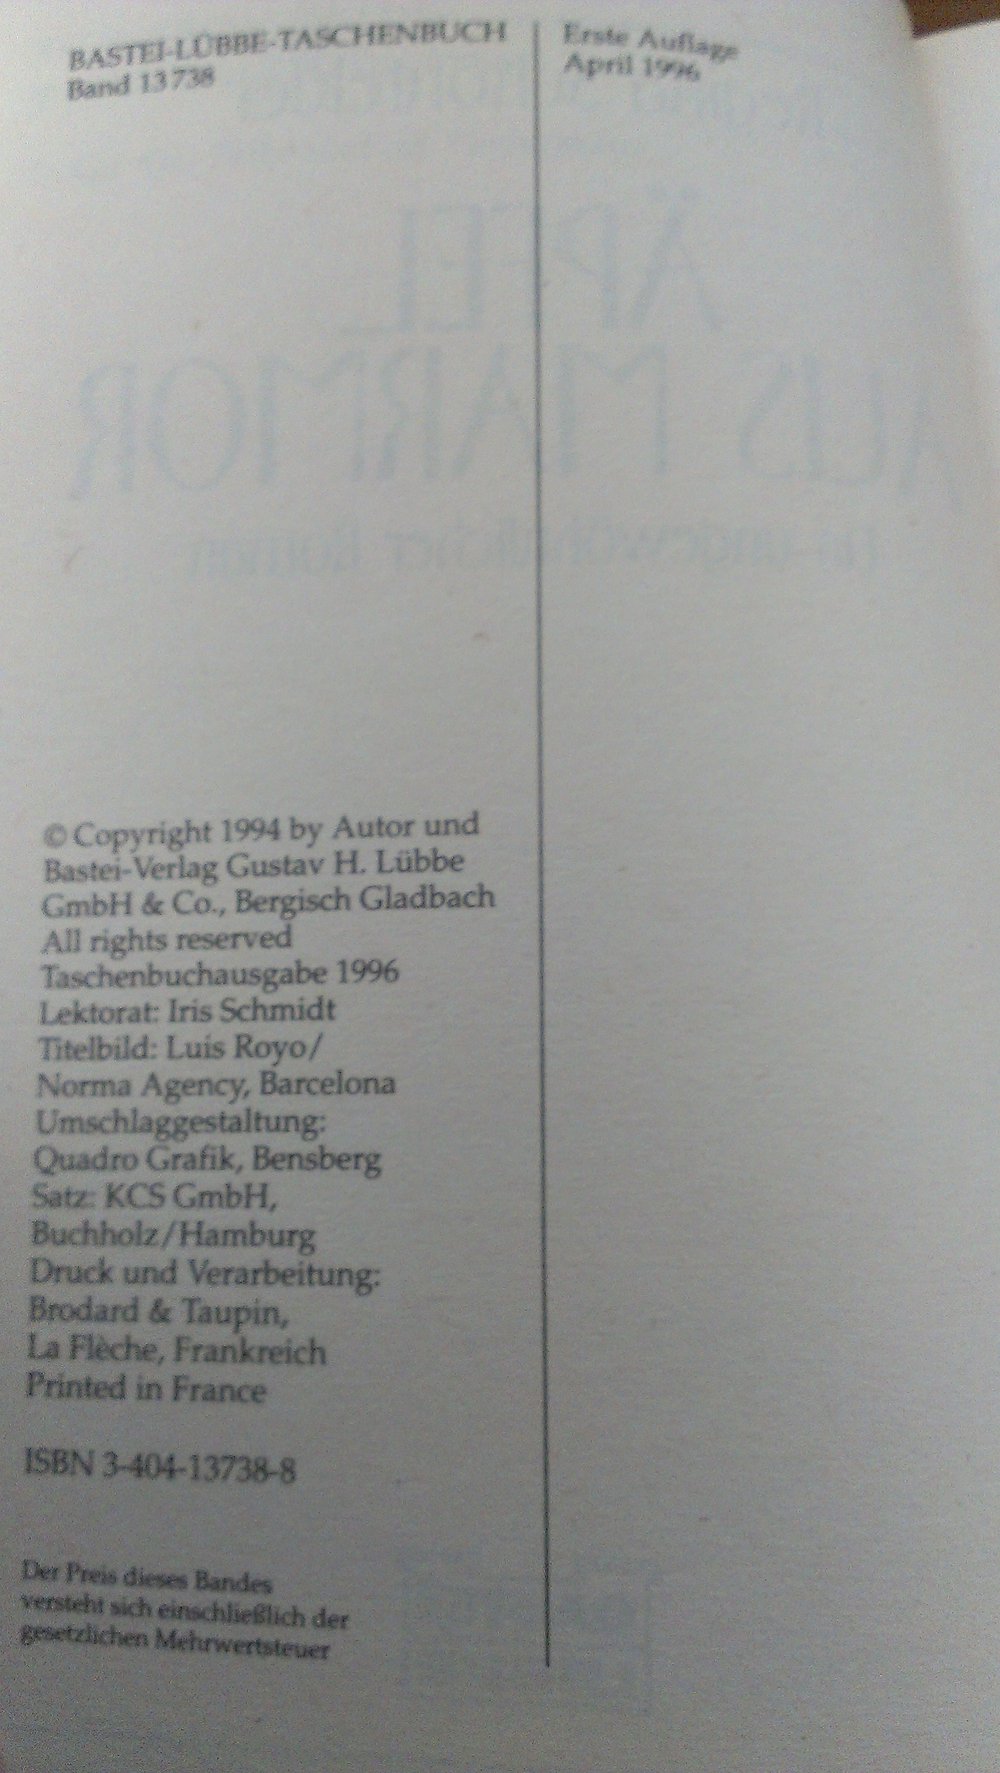 BASTEI-LÜBBE-TASCHENBUCH
Band 13 738
Erste Auflage
April 1996
ÄPFEL
AUS MARMOR
© Copyright 1994 by Autor und
Bastei-Verlag Gustav H. Lübbe
GmbH & Co., Bergisch Gladbach
All rights reserved
Taschenbuchausgabe 1996
Lektorat: Iris Schmidt
Titelbild: Luis Royo/
Norma Agency, Barcelona
Umschlaggestaltung:
Quadro Grafik, Bensberg
Satz: KCS GmbH,
Buchholz/Hamburg
Druck und Verarbeitung:
Brodard & Taupin,
La Flèche, Frankreich
Printed in France
ISBN 3-404-13738-8
Der Preis dieses Bandes
versteht sich einschließlich der
gesetzlichen Mehrwertsteuer